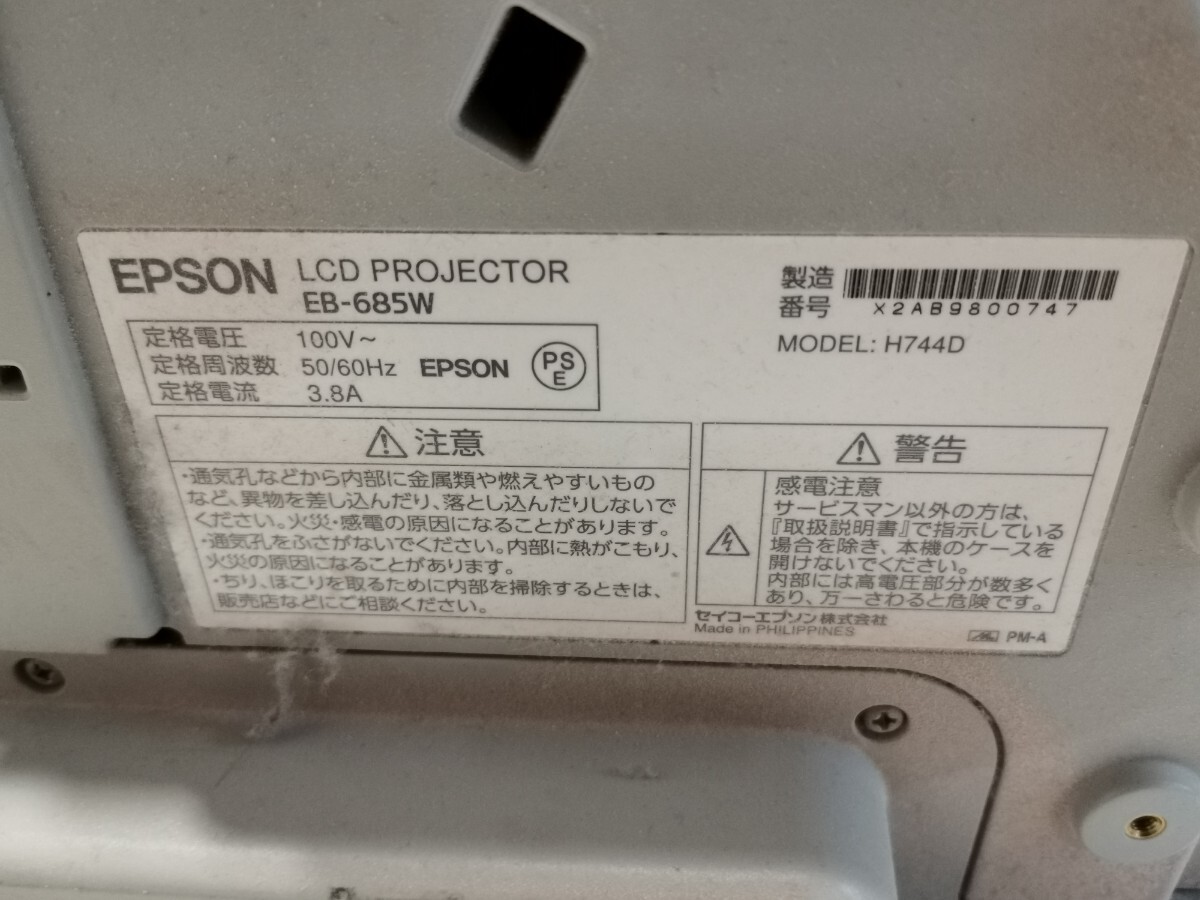 EPSON LCD PROJECTOR
EB-685W
定格電圧 100V～
定格周波数 50/60Hz
定格電流 3.8A
EPSON PSE
製造
番号
X2AB9800747
MODEL: H744D
注意
・通気孔などから内部に金属類や燃えやすいもの
など、異物を差し込んだり、落とし込んだりしないで
ください。火災・感電の原因になることがあります。
・通気孔をふさがないでください。内部に熱がこもり、
火災の原因になることがあります。
・ちり、ほこりを取るために内部を掃除するときは、
販売店などにご相談ください。
警告
感電注意
サービスマン以外の方は、
『取扱説明書』で指示している
場合を除き、本機のケースを
開けないでください。
内部には高電圧部分が数多く
あり、万一さわると危険です。
セイコーエプソン株式会社
Made in PHILIPPINES
PM-A